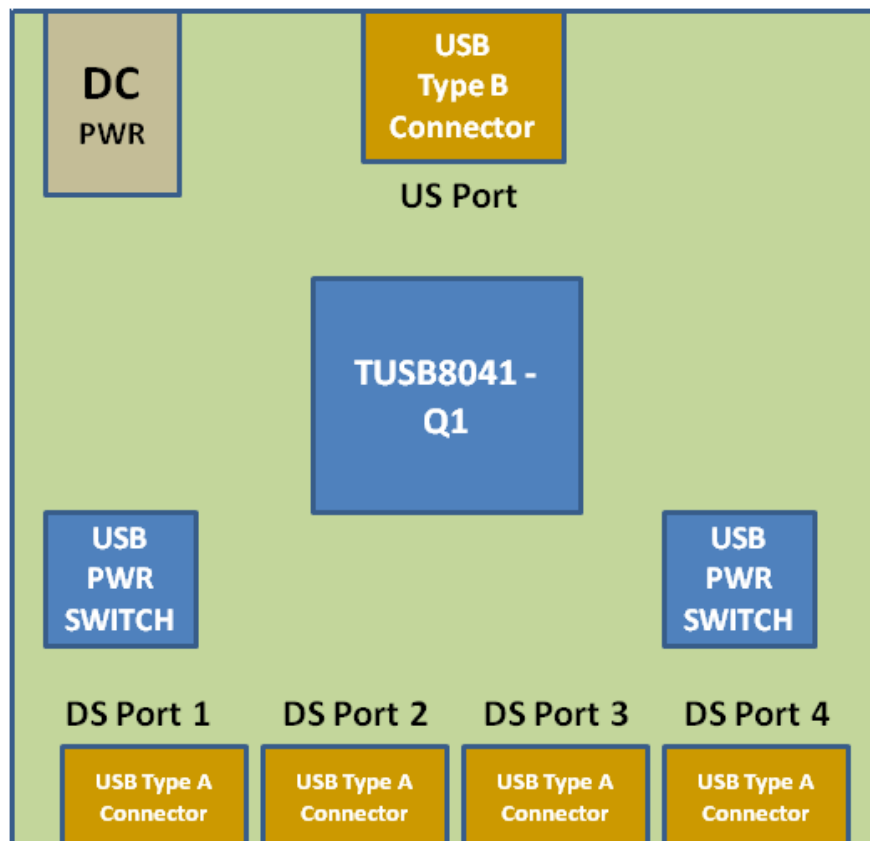 DC
PWR
USB
Type B
Connector
US Port
TUSB8041 -
Q1
USB
PWR
SWITCH
USB
PWR
SWITCH
DS Port 1
DS Port 2
DS Port 3
DS Port 4
USB Type A
Connector
USB Type A
Connector
USB Type A
Connector
USB Type A
Connector